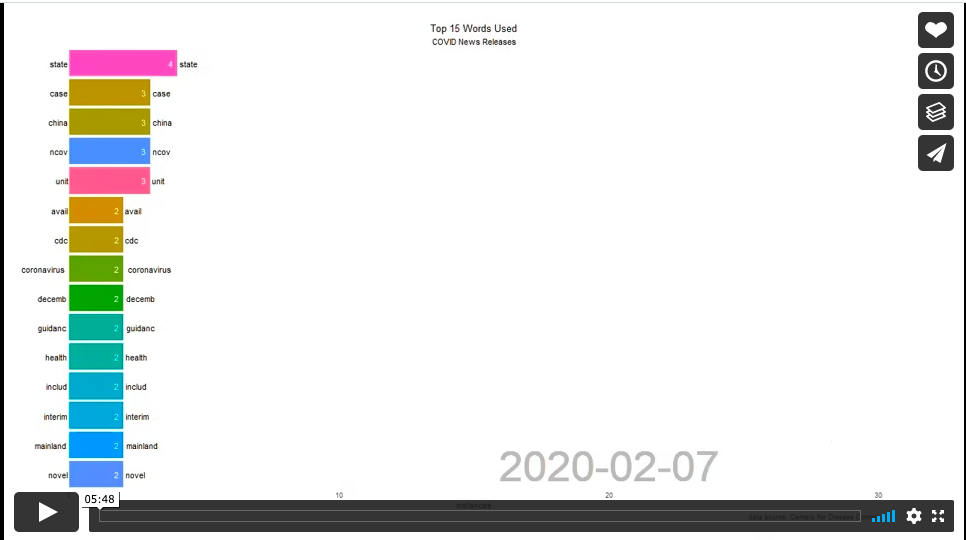 Top 15 Words Used
COVID News Releases
state 4 state
case 3 case
china 3 china
ncov 3 ncov
unit 3 unit
avail 2 avail
cdc 2 cdc
coronavirus 2 coronavirus
decemb 2 decemb
guidanc 2 guidanc
health 2 health
includ 2 includ
interim 2 interim
mainland 2 mainland
novel 2 novel
2020-02-07
10 20 30
05:48
instances